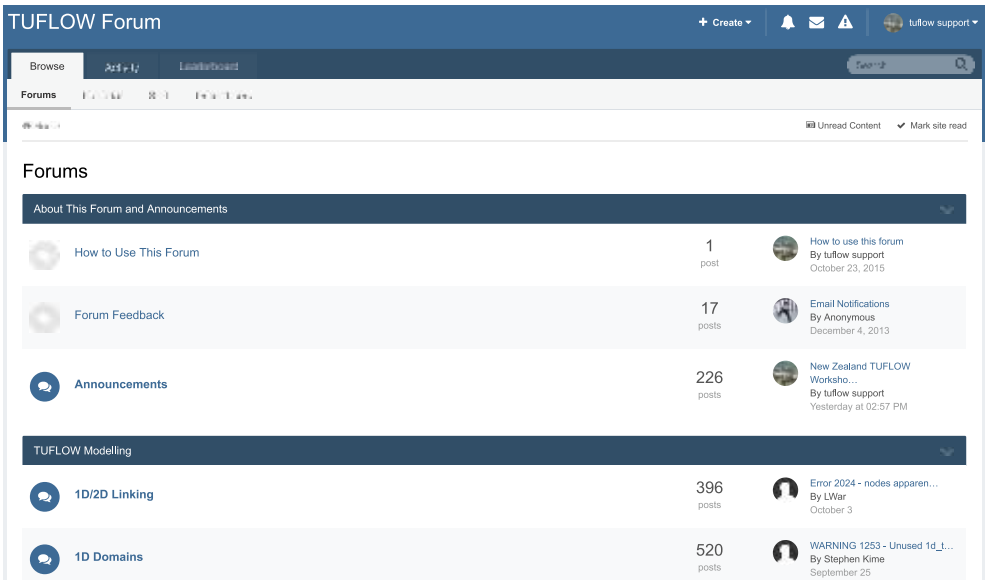 TUFLOW Forum
Create
tuflow support
Browse
Forums
Unread Content
Mark site read
Forums
About This Forum and Announcements
How to Use This Forum
1
post
How to use this forum
By tuflow support
October 23, 2015
Forum Feedback
17
posts
Email Notifications
By Anonymous
December 4, 2013
Announcements
226
posts
New Zealand TUFLOW
Worksho…
By tuflow support
Yesterday at 02:57 PM
TUFLOW Modelling
1D/2D Linking
396
posts
Error 2024 - nodes apparen…
By LWar
October 3
1D Domains
520
posts
WARNING 1253 - Unused 1d_t…
By Stephen Kime
September 25